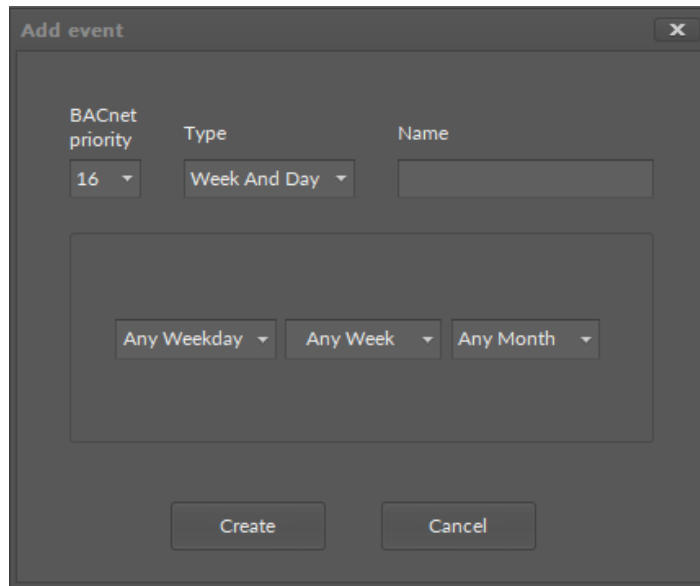 Add event
x
BACnet
priority
Type
Name
16
Week And Day
Any Weekday
Any Week
Any Month
Create
Cancel